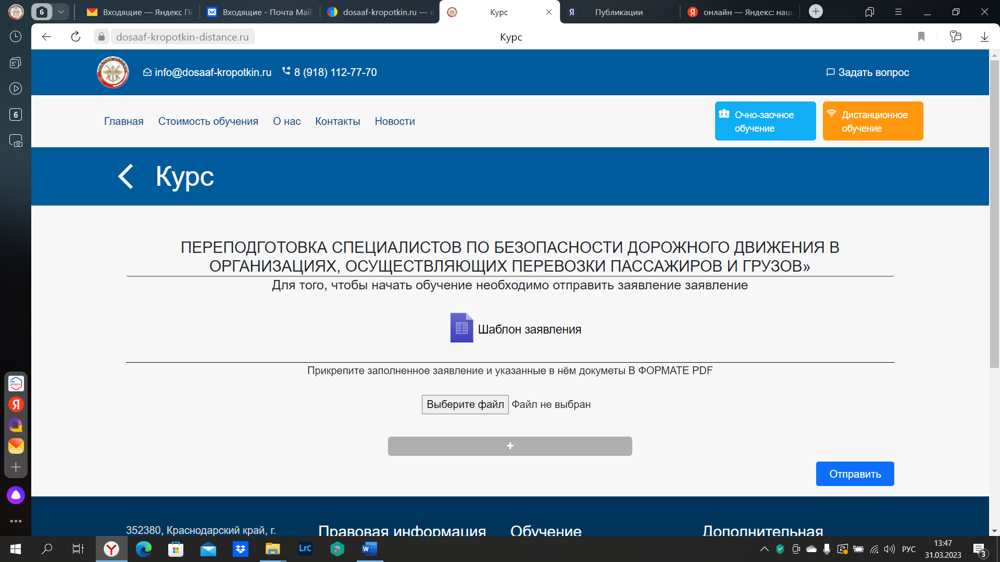 6
Входящие — Яндекс По
Входящие - Почта Mail.
dosaaf-kropotkin.ru — в
Курс
Публикации
онлайн — Яндекс: наш
dosaaf-kropotkin-distance.ru
Курс
info@dosaaf-kropotkin.ru
8 (918) 112-77-70
Задать вопрос
6
Главная
Стоимость обучения
О нас
Контакты
Новости
Очно-заочное
обучение
Дистанционное
обучение
Курс
ПЕРЕПОДГОТОВКА СПЕЦИАЛИСТОВ ПО БЕЗОПАСНОСТИ ДОРОЖНОГО ДВИЖЕНИЯ В
ОРГАНИЗАЦИЯХ, ОСУЩЕСТВЛЯЮЩИХ ПЕРЕВОЗКИ ПАССАЖИРОВ И ГРУЗОВ»
Для того, чтобы начать обучение необходимо отправить заявление заявление
Шаблон заявления
Прикрепите заполненное заявление и указанные в нём докуметы В ФОРМАТЕ PDF
Выберите файл Файл не выбран
+
Отправить
гос
услуги
352380, Краснодарский край, г.
Правовая информация
Обучение
Дополнительная
LrC
РУС
13:47
31.03.2023
3